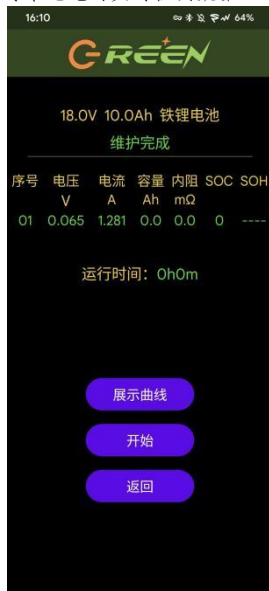 16:10 64%
G-REEN
18.0V 10.0Ah 铁锂电池
维护完成
序号 电压 电流 容量 内阻 SOC SOH
V A Ah mΩ
01 0.065 1.281 0.0 0.0 0 ----
运行时间：0h0m
展示曲线
开始
返回